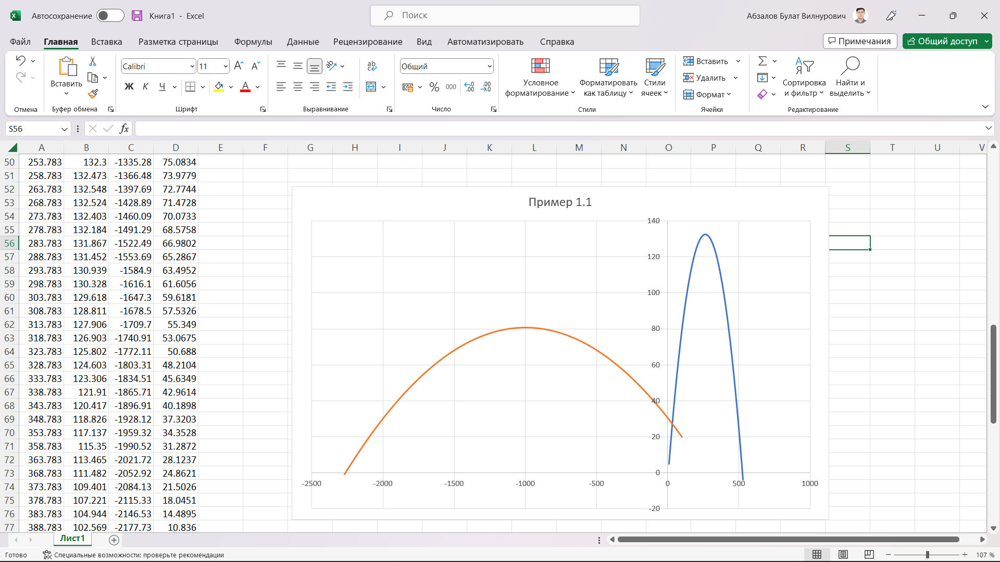 Автосохранение Книга1 - Excel Поиск Абзалов Булат Вилнурович
Файл Главная Вставка Разметка страницы Формулы Данные Рецензирование Вид Автоматизировать Справка Примечания Общий доступ
Вставить
Calibri 11
Ж К Ч
Общий
% 000
Условное форматирование
Форматировать как таблицу
Стили ячеек
Вставить
Удалить
Формат
Сортировка и фильтр
Найти и выделить
Отмена Буфер обмена Шрифт Выравнивание Число Стили Ячейки Редактирование
S56 fx
A B C D E F G H I J K L M N O P Q R S T U V
50 253.783 132.3 -1335.28 75.0834
51 258.783 132.473 -1366.48 73.9779
52 263.783 132.548 -1397.69 72.7744
53 268.783 132.524 -1428.89 71.4728
54 273.783 132.403 -1460.09 70.0733
55 278.783 132.184 -1491.29 68.5758
56 283.783 131.867 -1522.49 66.9802
57 288.783 131.452 -1553.69 65.2867
58 293.783 130.939 -1584.9 63.4952
59 298.783 130.328 -1616.1 61.6056
60 303.783 129.618 -1647.3 59.6181
61 308.783 128.811 -1678.5 57.5326
62 313.783 127.906 -1709.7 55.349
63 318.783 126.903 -1740.91 53.0675
64 323.783 125.802 -1772.11 50.688
65 328.783 124.603 -1803.31 48.2104
66 333.783 123.306 -1834.51 45.6349
67 338.783 121.91 -1865.71 42.9614
68 343.783 120.417 -1896.91 40.1898
69 348.783 118.826 -1928.12 37.3203
70 353.783 117.137 -1959.32 34.3528
71 358.783 115.35 -1990.52 31.2872
72 363.783 113.465 -2021.72 28.1237
73 368.783 111.482 -2052.92 24.8621
74 373.783 109.401 -2084.13 21.5026
75 378.783 107.221 -2115.33 18.0451
76 383.783 104.944 -2146.53 14.4895
77 388.783 102.569 -2177.73 10.836
Пример 1.1
140
120
100
80
60
40
20
0
-2500 -2000 -1500 -1000 -500 0 500 1000
-20
Лист1
Готово Специальные возможности: проверьте рекомендации 107 %